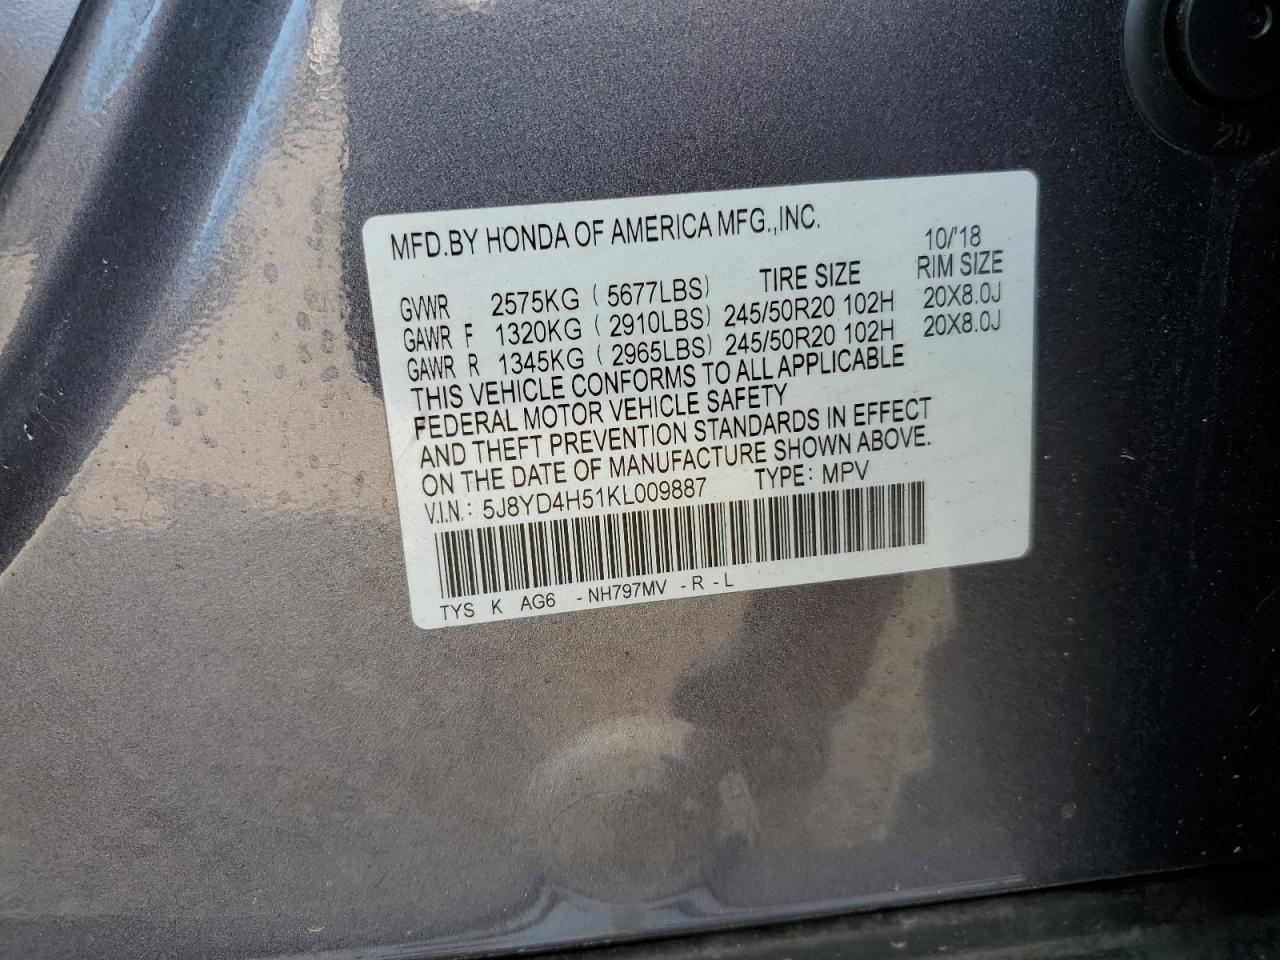 MFD.BY HONDA OF AMERICA MFG.,INC. 10/'18
TIRE SIZE RIM SIZE
GVWR 2575KG ( 5677LBS)
GAWR F 1320KG ( 2910LBS) 245/50R20 102H 20X8.0J
GAWR R 1345KG ( 2965LBS) 245/50R20 102H 20X8.0J
THIS VEHICLE CONFORMS TO ALL APPLICABLE
FEDERAL MOTOR VEHICLE SAFETY
AND THEFT PREVENTION STANDARDS IN EFFECT
ON THE DATE OF MANUFACTURE SHOWN ABOVE.
V.I.N.: 5J8YD4H51KL009887 TYPE: MPV
TYS K AG6 -NH797MV -R -L